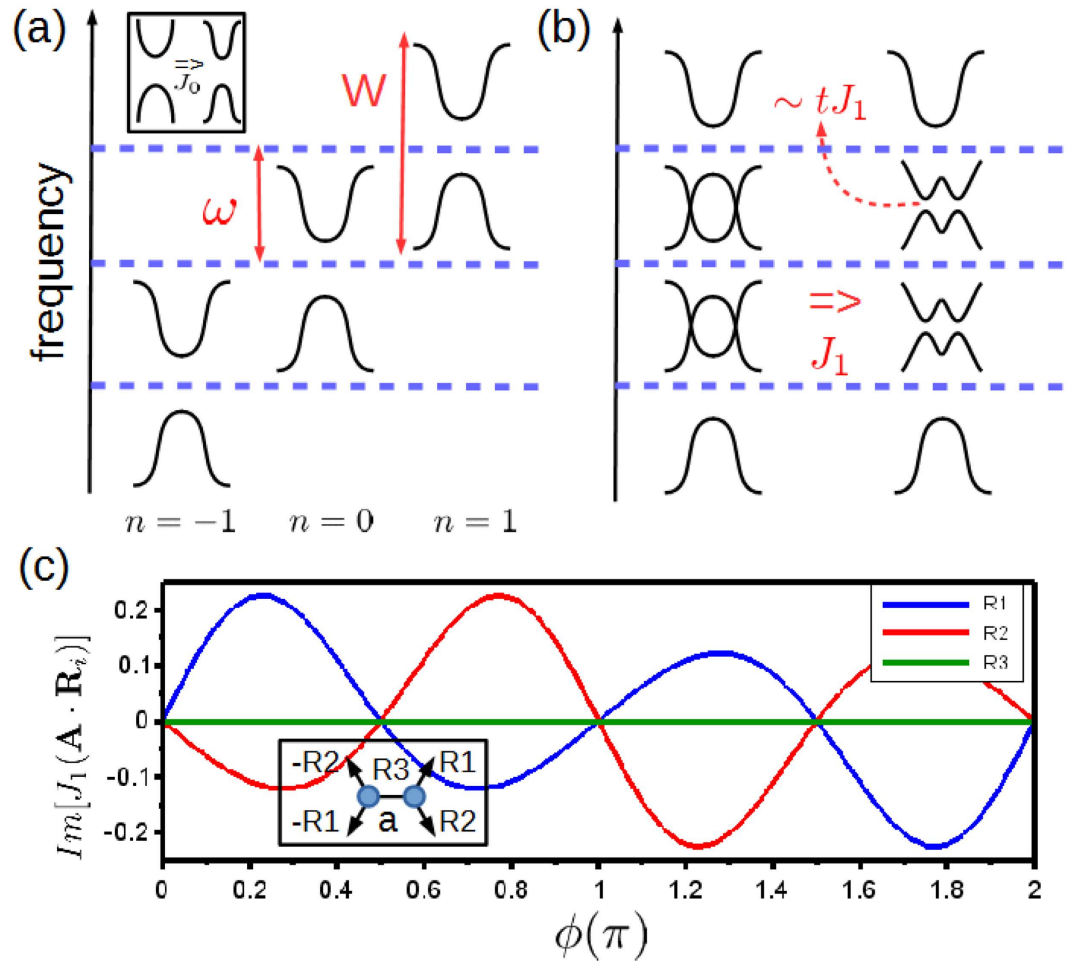 (a)
=>
J₀
ω
W
frequency
n = −1
n = 0
n = 1
(b)
∼ tJ₁
=>
J₁
(c)
Im[J₁(A · Rᵢ)]
0.2
0.1
0
-0.1
-0.2
R1
R2
R3
-R2
R3
R1
-R1
a
R2
0
0.2
0.4
0.6
0.8
1
1.2
1.4
1.6
1.8
2
ϕ(π)